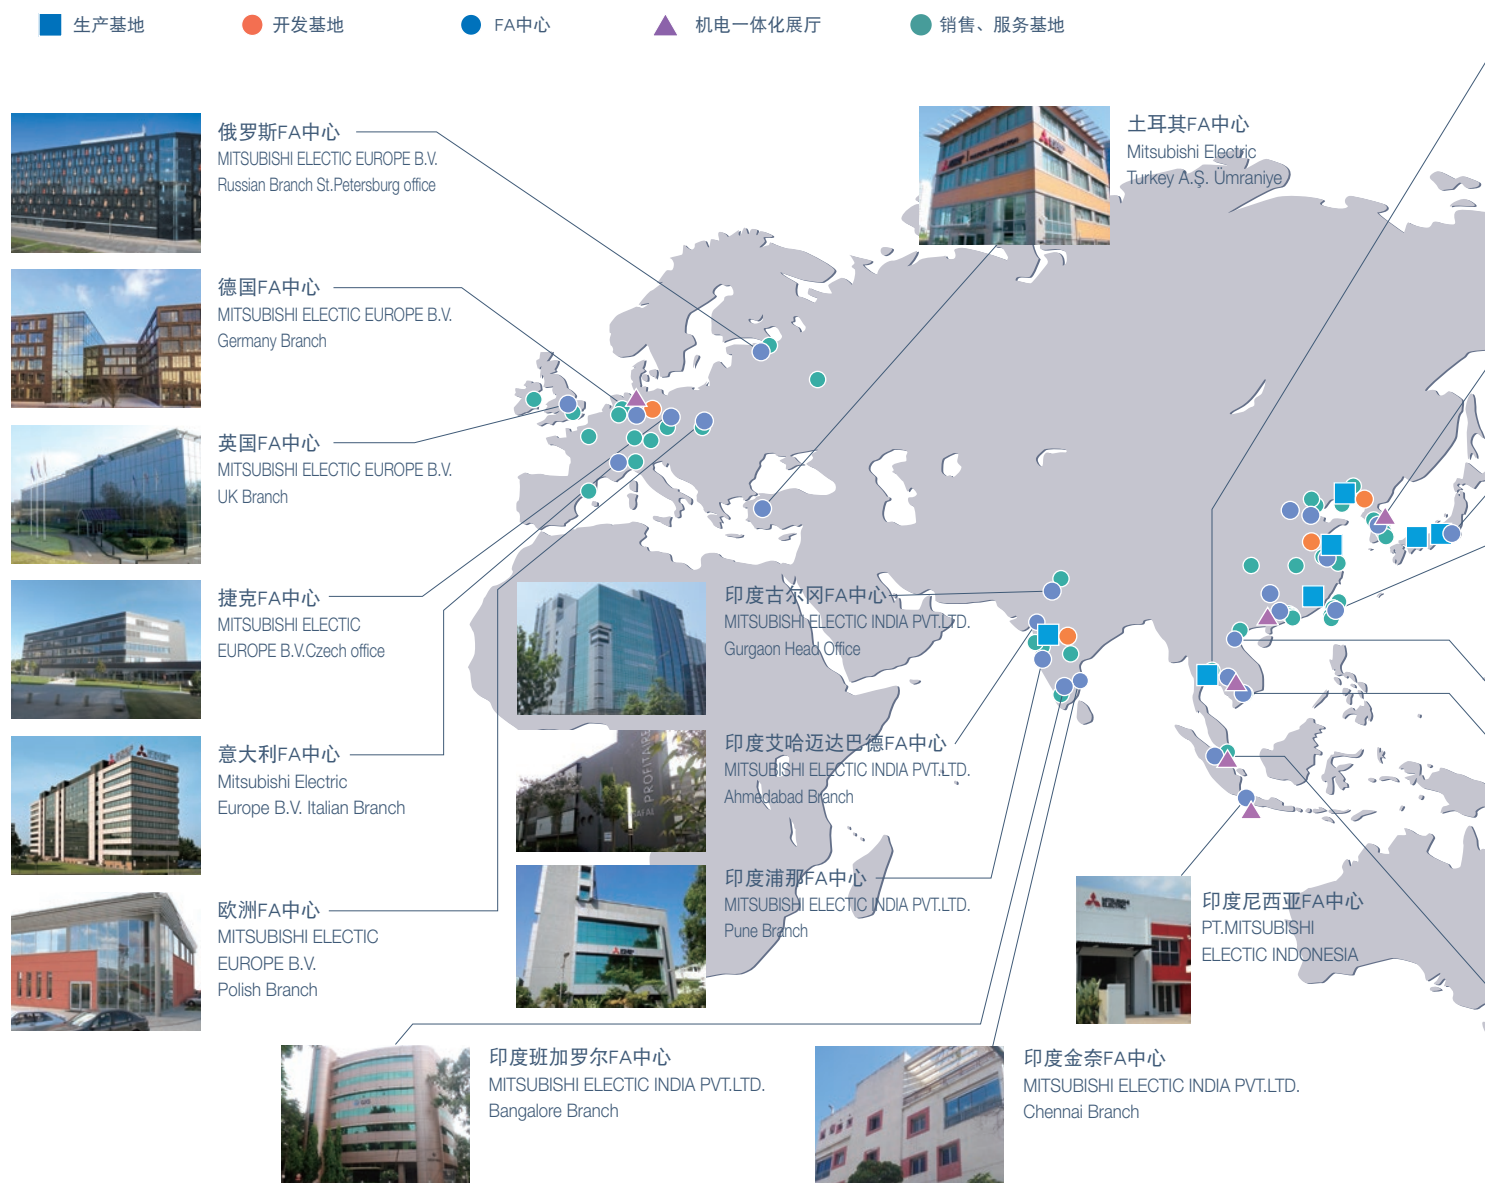 生产基地
开发基地
FA中心
机电一体化展厅
销售、服务基地
俄罗斯FA中心
MITSUBISHI ELECTIC EUROPE B.V.
Russian Branch St.Petersburg office
土耳其FA中心
Mitsubishi Electric
Turkey A.Ş. Ümraniye
德国FA中心
MITSUBISHI ELECTIC EUROPE B.V.
Germany Branch
英国FA中心
MITSUBISHI ELECTIC EUROPE B.V.
UK Branch
捷克FA中心
MITSUBISHI ELECTIC
EUROPE B.V.Czech office
意大利FA中心
Mitsubishi Electric
Europe B.V. Italian Branch
欧洲FA中心
MITSUBISHI ELECTIC
EUROPE B.V.
Polish Branch
印度古尔冈FA中心
MITSUBISHI ELECTIC INDIA PVT.LTD.
Gurgaon Head Office
印度艾哈迈达巴德FA中心
MITSUBISHI ELECTIC INDIA PVT.LTD.
Ahmedabad Branch
印度浦那FA中心
MITSUBISHI ELECTIC INDIA PVT.LTD.
Pune Branch
印度尼西亚FA中心
PT.MITSUBISHI
ELECTIC INDONESIA
印度班加罗尔FA中心
MITSUBISHI ELECTIC INDIA PVT.LTD.
Bangalore Branch
印度金奈FA中心
MITSUBISHI ELECTIC INDIA PVT.LTD.
Chennai Branch